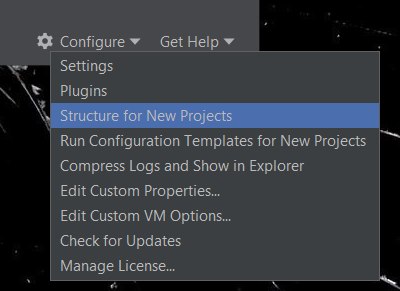 Configure Get Help
Settings
Plugins
Structure for New Projects
Run Configuration Templates for New Projects
Compress Logs and Show in Explorer
Edit Custom Properties...
Edit Custom VM Options...
Check for Updates
Manage License...